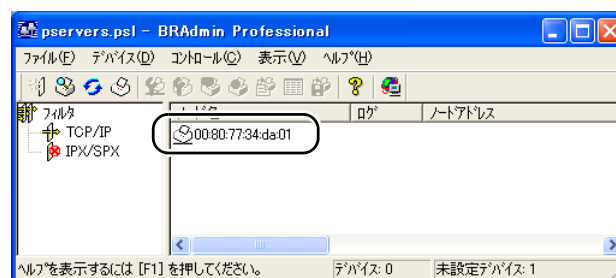 pservers.psl - BRAdmin Professional
ファイル(F) デバイス(D) コントロール(C) 表示(V) ヘルプ(H)
フィルタ
TCP/IP
IPX/SPX
ログ ノードアドレス
00:80:77:34:da:01
ヘルプを表示するには [F1] を押してください。 デバイス: 0 未設定デバイス: 1